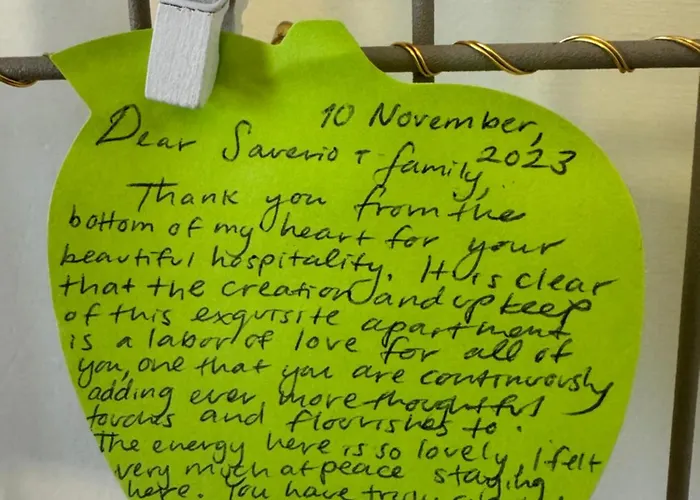 10 November,
2023
Dear Saverio + family,
Thank you from the
bottom of my heart for your
beautiful hospitality. It is clear
that the creation and upkeep
of this exquisite apartment
is a labor of love for all of
you, one that you are continuously
adding ever more thoughtful
touches and flourishes to.
The energy here is so lovely, I felt
very much at peace staying
here. You have truly